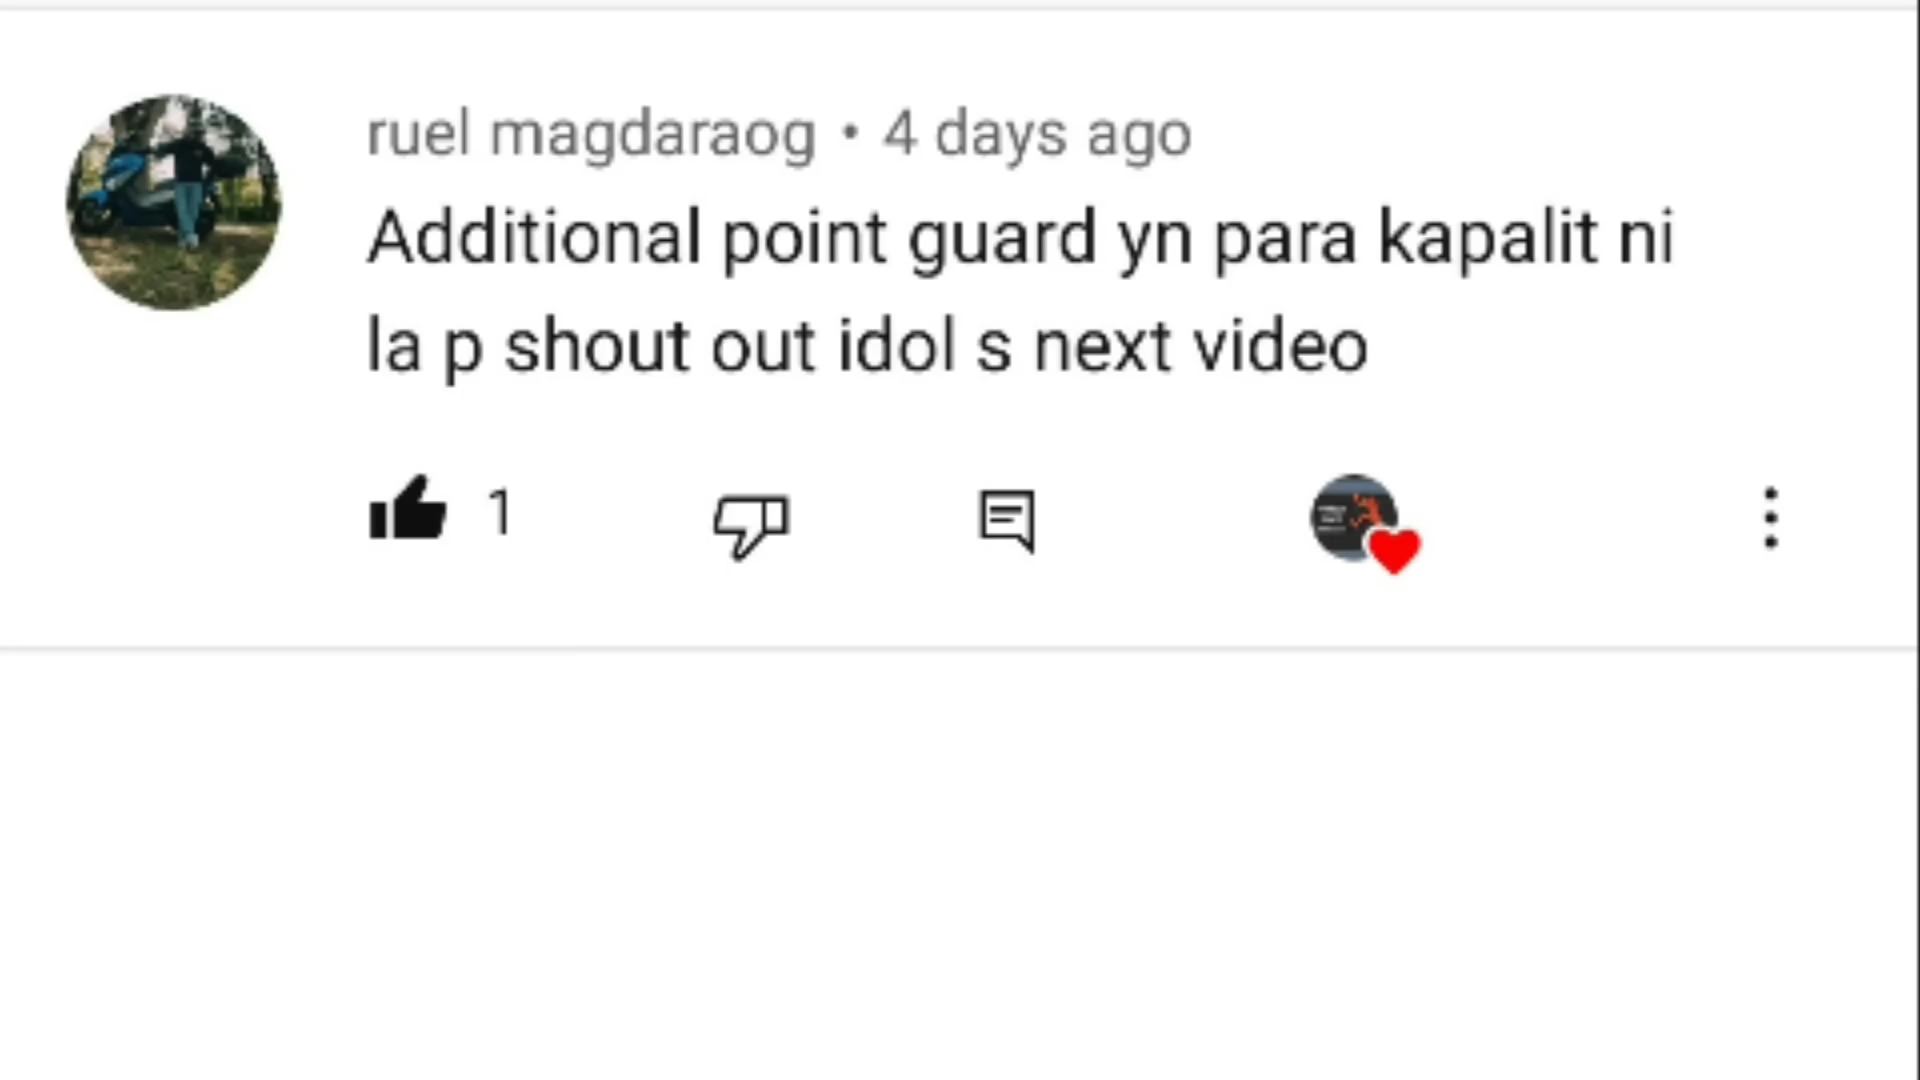 ruel magdaraog • 4 days ago
Additional point guard yn para kapalit ni
la p shout out idol s next video
1